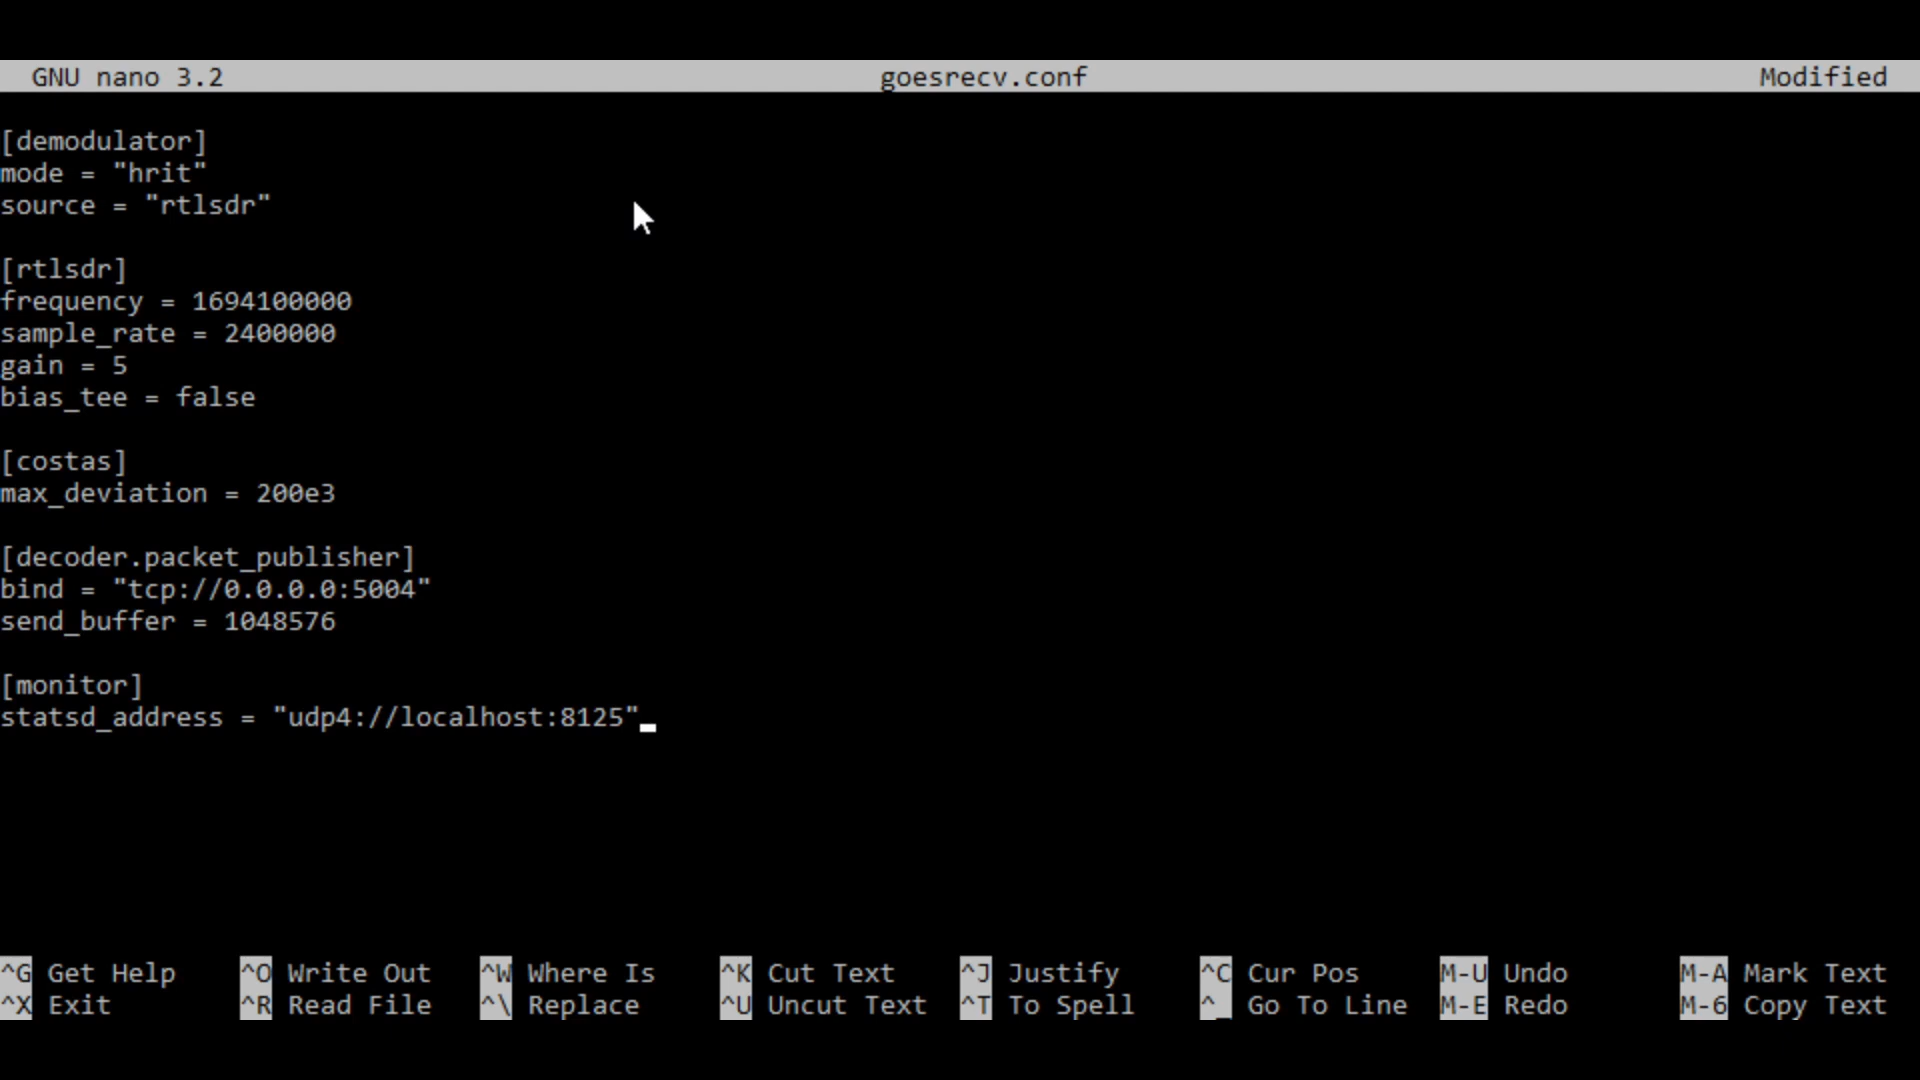 GNU nano 3.2 goesrecv.conf Modified
[demodulator]
mode = "hrit"
source = "rtlsdr"
[rtlsdr]
frequency = 1694100000
sample_rate = 2400000
gain = 5
bias_tee = false
[costas]
max_deviation = 200e3
[decoder.packet_publisher]
bind = "tcp://0.0.0.0:5004"
send_buffer = 1048576
[monitor]
statsd_address = "udp4://localhost:8125"
^G Get Help ^O Write Out ^W Where Is ^K Cut Text ^J Justify ^C Cur Pos M-U Undo M-A Mark Text
^X Exit ^R Read File ^\ Replace ^U Uncut Text ^T To Spell ^_ Go To Line M-E Redo M-6 Copy Text